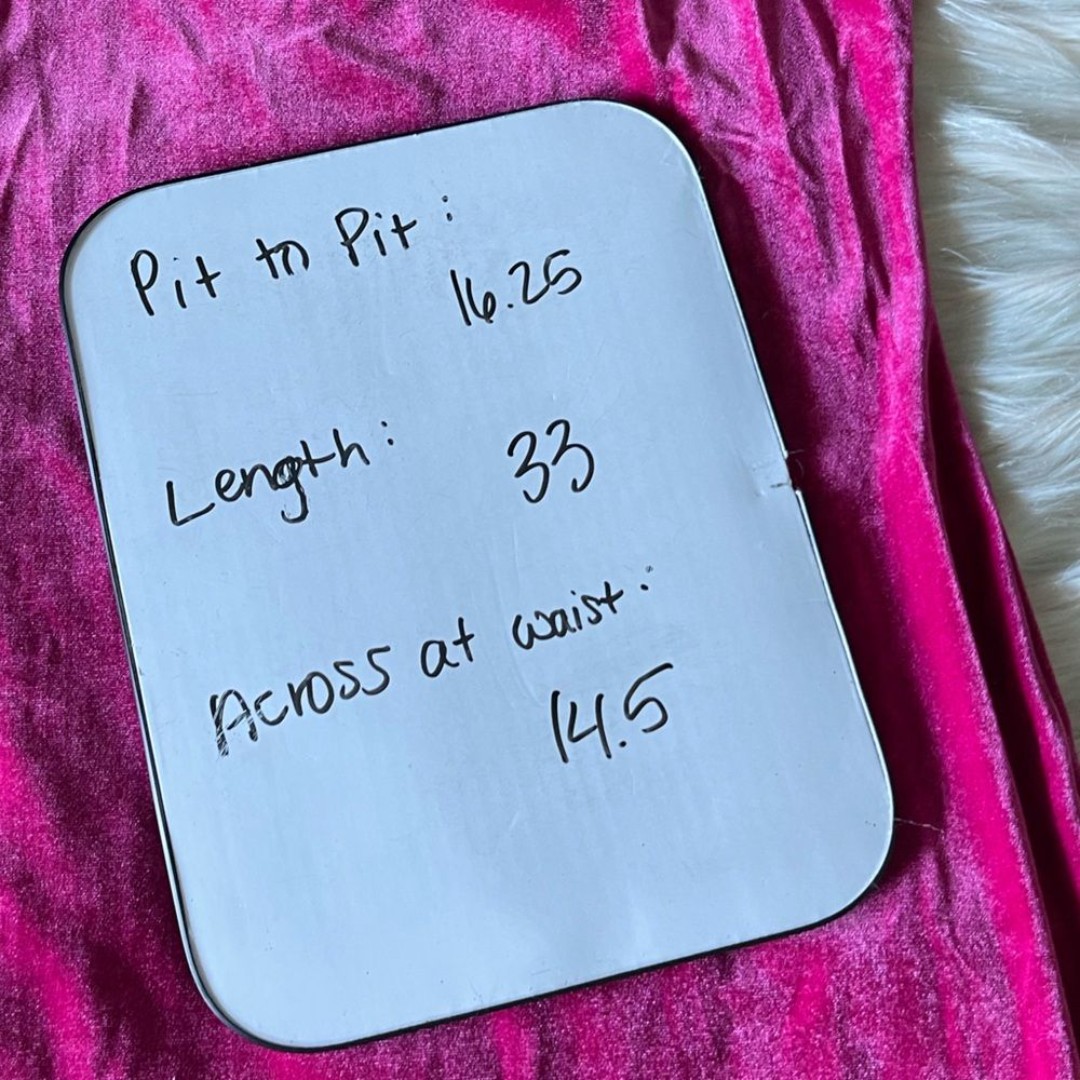 Pit to Pit:
16.25
Length: 33
Across at waist:
14.5